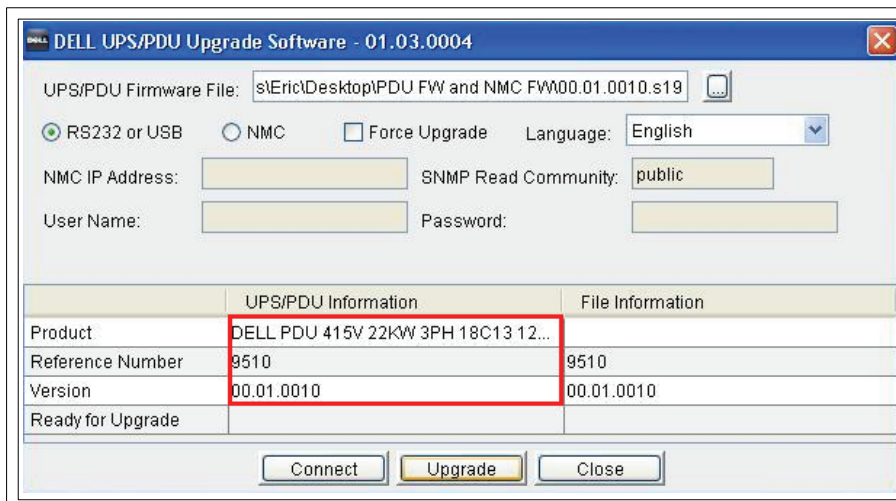 DELL DELL UPS/PDU Upgrade Software - 01.03.0004
UPS/PDU Firmware File: s\Eric\Desktop\PDU FW and NMC FW\00.01.0010.s19 ...
RS232 or USB NMC Force Upgrade Language: English
NMC IP Address: SNMP Read Community: public
User Name: Password:
UPS/PDU Information File Information
Product DELL PDU 415V 22KW 3PH 18C13 12...
Reference Number 9510 9510
Version 00.01.0010 00.01.0010
Ready for Upgrade
Connect Upgrade Close